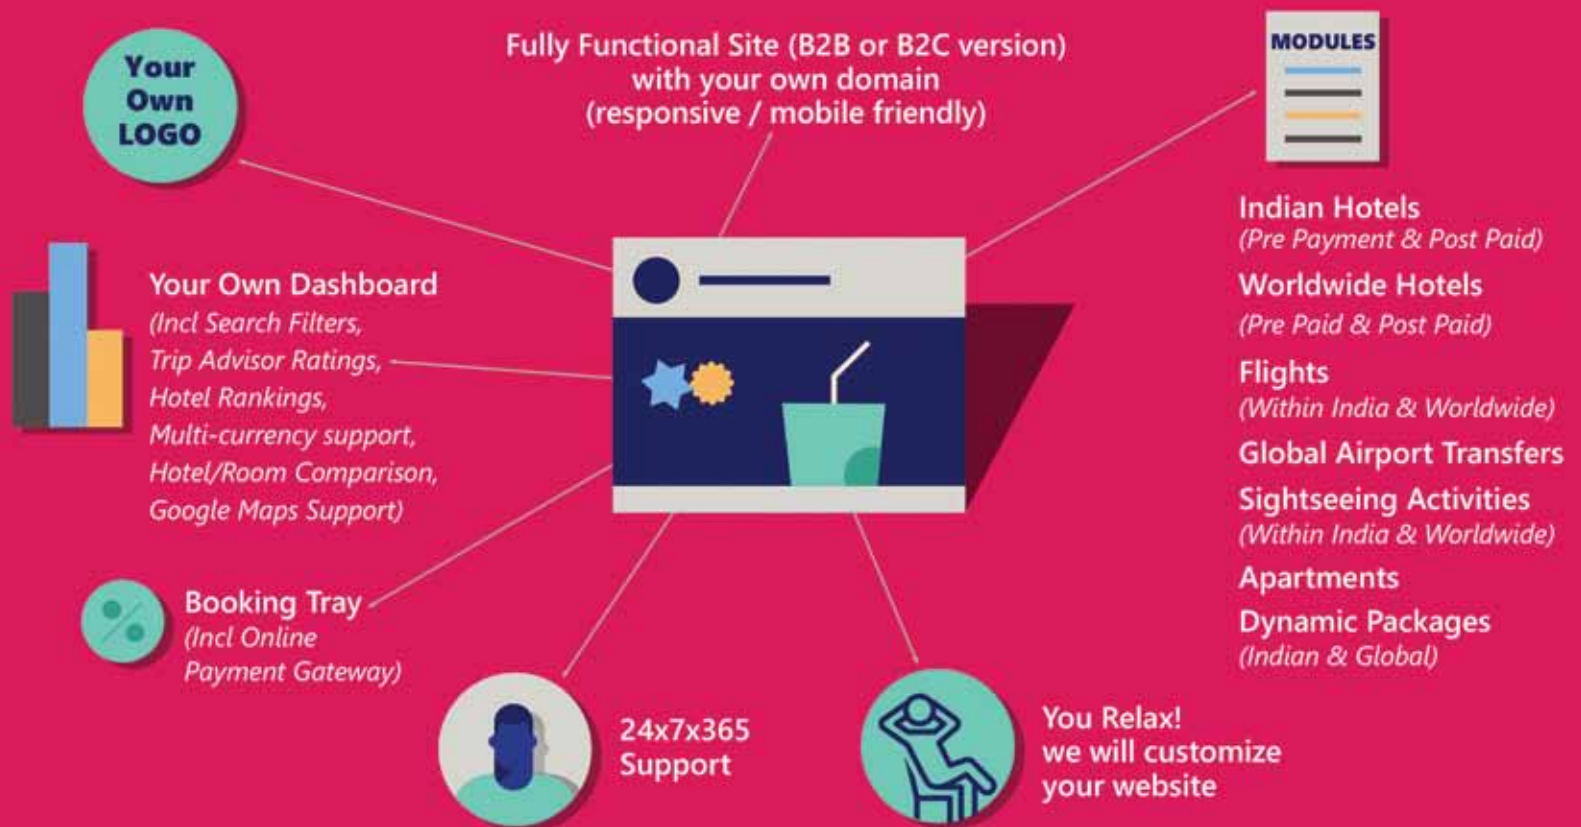 Your
Own
LOGO
Fully Functional Site (B2B or B2C version)
with your own domain
(responsive / mobile friendly)
MODULES
Your Own Dashboard
(Incl Search Filters,
Trip Advisor Ratings,
Hotel Rankings,
Multi-currency support,
Hotel/Room Comparison,
Google Maps Support)
Booking Tray
(Incl Online
Payment Gateway)
24x7x365
Support
You Relax!
we will customize
your website
Indian Hotels
(Pre Payment & Post Paid)
Worldwide Hotels
(Pre Paid & Post Paid)
Flights
(Within India & Worldwide)
Global Airport Transfers
Sightseeing Activities
(Within India & Worldwide)
Apartments
Dynamic Packages
(Indian & Global)